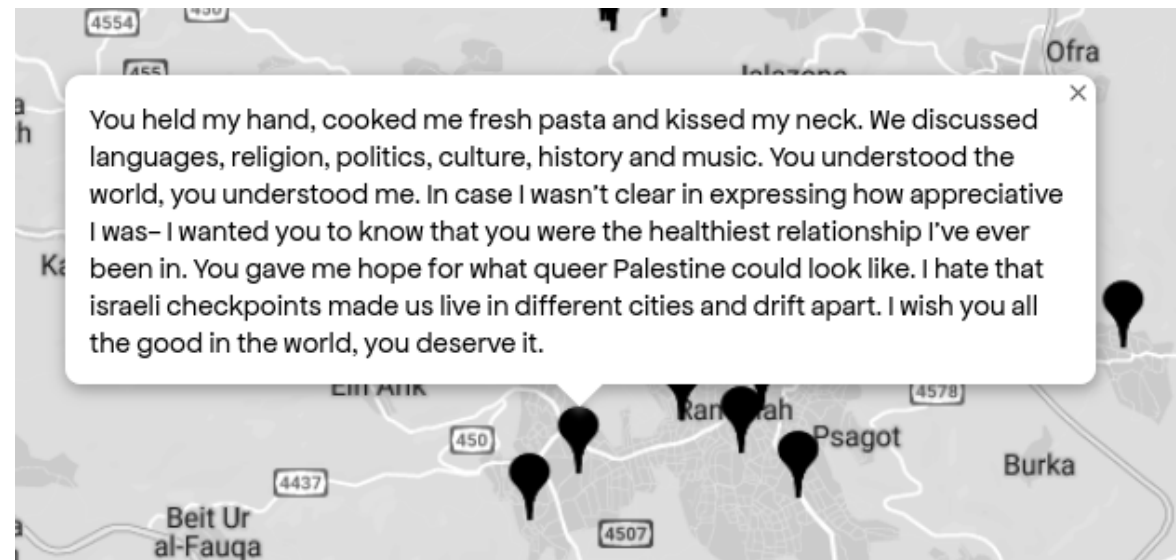 4554
450
455
Ofra
Jalazone
×
You held my hand, cooked me fresh pasta and kissed my neck. We discussed
languages, religion, politics, culture, history and music. You understood the
world, you understood me. In case I wasn't clear in expressing how appreciative
I was– I wanted you to know that you were the healthiest relationship I've ever
been in. You gave me hope for what queer Palestine could look like. I hate that
israeli checkpoints made us live in different cities and drift apart. I wish you all
the good in the world, you deserve it.
Ein Arik
4578
Ramallah
450
Psagot
Burka
4437
Beit Ur
al-Fauqa
4507